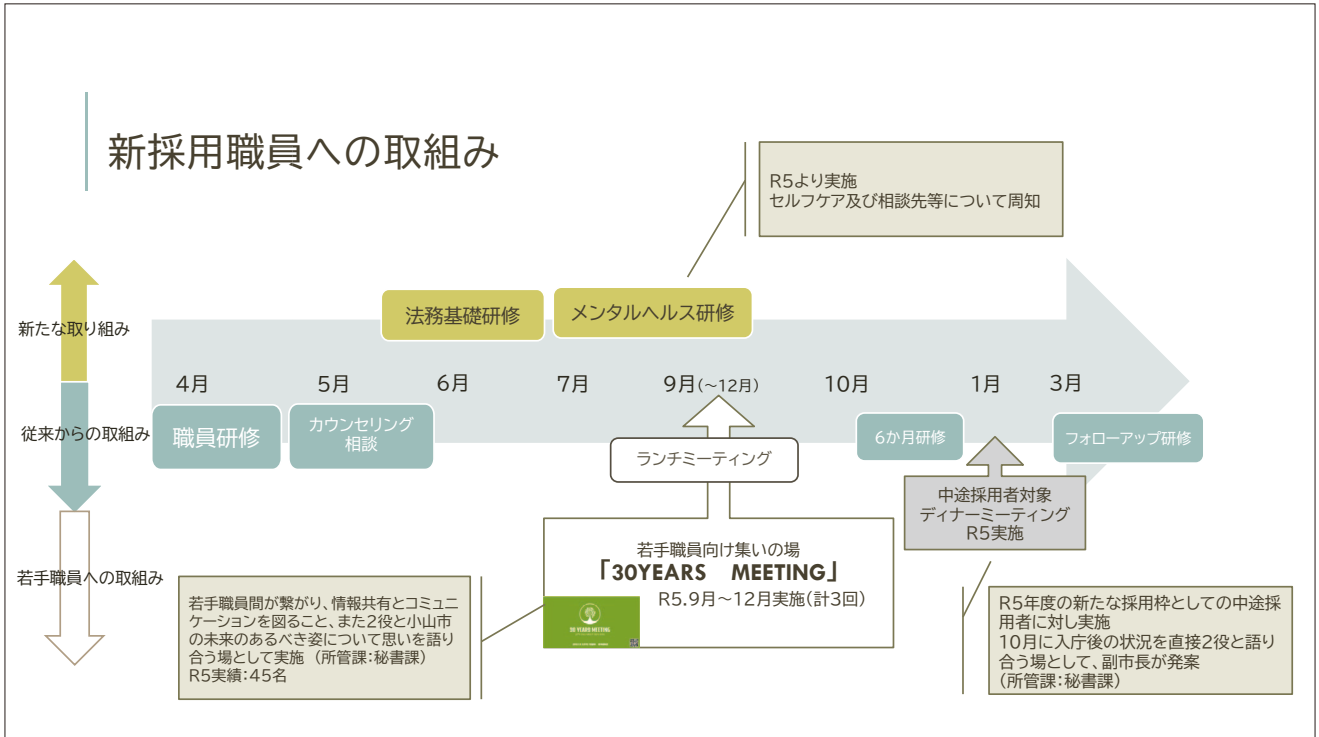 新採用職員への取組み
R5より実施
セルフケア及び相談先等について周知
新たな取り組み
法務基礎研修
メンタルヘルス研修
4月
5月
6月
7月
9月(~12月)
10月
1月
3月
従来からの取組み
職員研修
カウンセリング
相談
ランチミーティング
6か月研修
フォローアップ研修
中途採用者対象
ディナーミーティング
R5実施
若手職員への取組み
若手職員向け集いの場
「30YEARS MEETING」
R5.9月~12月実施(計3回)
30 YEARS MEETING
若手職員間が繋がり、情報共有とコミュニ
ケーションを図ること、また2役と小山市
の未来のあるべき姿について思いを語り
合う場として実施 (所管課:秘書課)
R5実績:45名
R5年度の新たな採用枠としての中途採
用者に対し実施
10月に入庁後の状況を直接2役と語り
合う場として、副市長が発案
(所管課:秘書課)